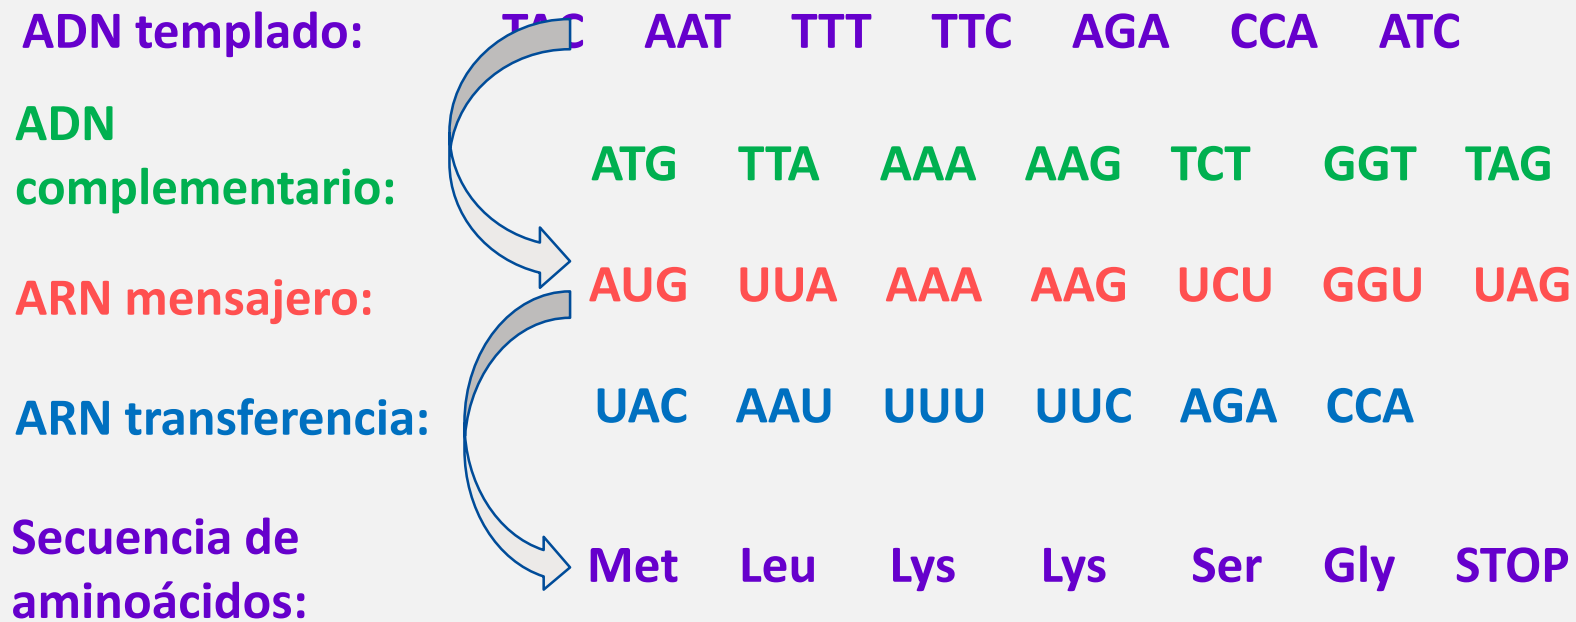 ADN templado: TAC AAT TTT TTC AGA CCA ATC
ADN
complementario: ATG TTA AAA AAG TCT GGT TAG
ARN mensajero: AUG UUA AAA AAG UCU GGU UAG
ARN transferencia: UAC AAU UUU UUC AGA CCA
Secuencia de
aminoácidos: Met Leu Lys Lys Ser Gly STOP